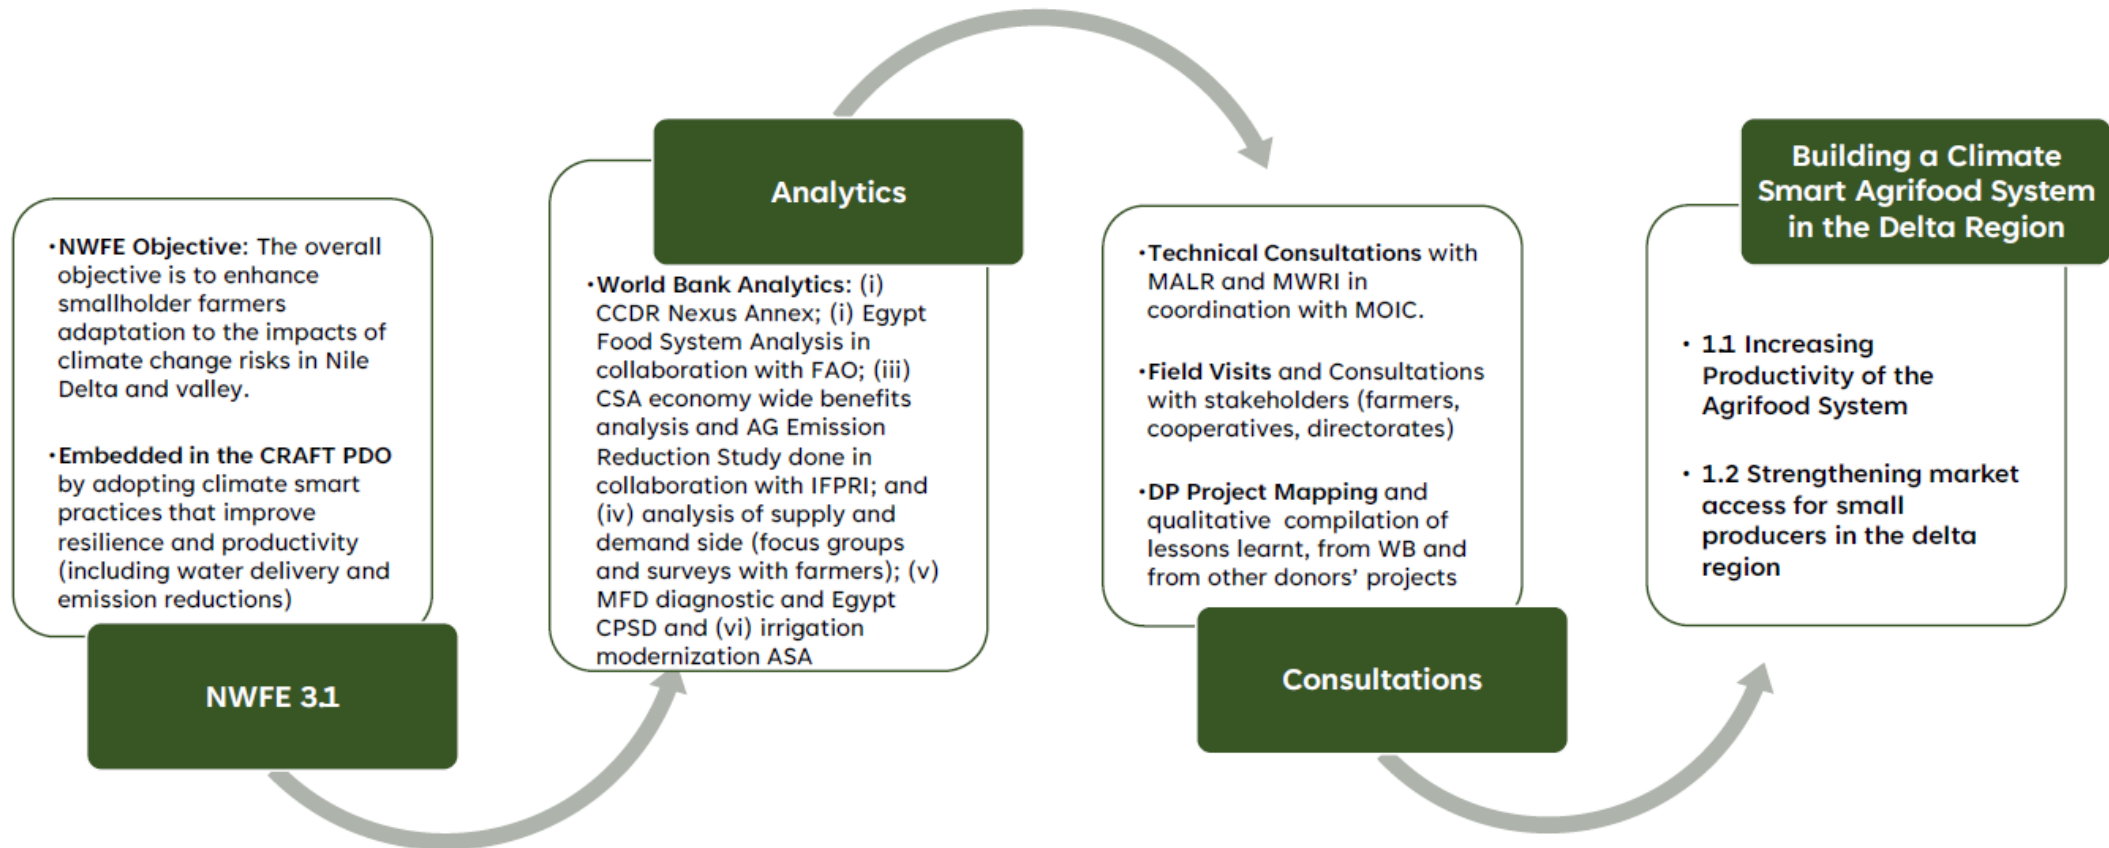 •NWFE Objective: The overall
objective is to enhance
smallholder farmers
adaptation to the impacts of
climate change risks in Nile
Delta and valley.
•Embedded in the CRAFT PDO
by adopting climate smart
practices that improve
resilience and productivity
(including water delivery and
emission reductions)
NWFE 3.1
Analytics
•World Bank Analytics: (i)
CCDR Nexus Annex; (i) Egypt
Food System Analysis in
collaboration with FAO; (iii)
CSA economy wide benefits
analysis and AG Emission
Reduction Study done in
collaboration with IFPRI; and
(iv) analysis of supply and
demand side (focus groups
and surveys with farmers); (v)
MFD diagnostic and Egypt
CPSD and (vi) irrigation
modernization ASA
•Technical Consultations with
MALR and MWRI in
coordination with MOIC.
•Field Visits and Consultations
with stakeholders (farmers,
cooperatives, directorates)
•DP Project Mapping and
qualitative compilation of
lessons learnt, from WB and
from other donors’ projects
Consultations
Building a Climate
Smart Agrifood System
in the Delta Region
• 1.1 Increasing
Productivity of the
Agrifood System
• 1.2 Strengthening market
access for small
producers in the delta
region